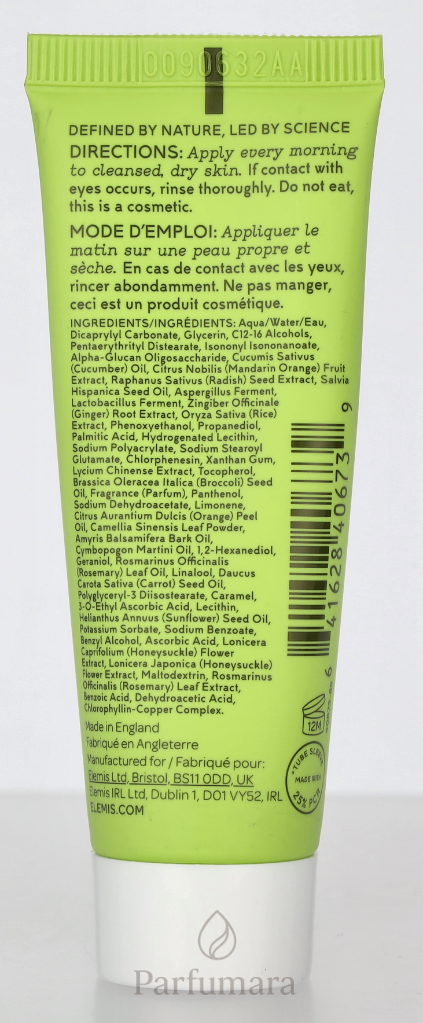 0090632AA
DEFINED BY NATURE, LED BY SCIENCE
DIRECTIONS: Apply every morning
to cleansed, dry skin. If contact with
eyes occurs, rinse thoroughly. Do not eat,
this is a cosmetic.
MODE D'EMPLOI: Appliquer le
matin sur une peau propre et
sèche. En cas de contact avec les yeux,
rincer abondamment. Ne pas manger,
ceci est un produit cosmétique.
INGREDIENTS/INGRÉDIENTS: Aqua/Water/Eau,
Dicaprylyl Carbonate, Glycerin, C12-16 Alcohols,
Pentaerythrityl Distearate, Isononyl Isononanoate,
Alpha-Glucan Oligosaccharide, Cucumis Sativus
(Cucumber) Oil, Citrus Nobilis (Mandarin Orange) Fruit
Extract, Raphanus Sativus (Radish) Seed Extract, Salvia
Hispanica Seed Oil, Aspergillus Ferment,
Lactobacillus Ferment, Zingiber Officinale
(Ginger) Root Extract, Oryza Sativa (Rice)
Extract, Phenoxyethanol, Propanediol,
Palmitic Acid, Hydrogenated Lecithin,
Sodium Polyacrylate, Sodium Stearoyl
Glutamate, Chlorphenesin, Xanthan Gum,
Lycium Chinense Extract, Tocopherol,
Brassica Oleracea Italica (Broccoli) Seed
Oil, Fragrance (Parfum), Panthenol,
Sodium Dehydroacetate, Limonene,
Citrus Aurantium Dulcis (Orange) Peel
Oil, Camellia Sinensis Leaf Powder,
Amyris Balsamifera Bark Oil,
Cymbopogon Martini Oil, 1,2-Hexanediol,
Geraniol, Rosmarinus Officinalis
(Rosemary) Leaf Oil, Linalool, Daucus
Carota Sativa (Carrot) Seed Oil,
Polyglyceryl-3 Diisostearate, Caramel,
3-O-Ethyl Ascorbic Acid, Lecithin,
Helianthus Annuus (Sunflower) Seed Oil,
Potassium Sorbate, Sodium Benzoate,
Benzyl Alcohol, Ascorbic Acid, Lonicera
Caprifolium (Honeysuckle) Flower
Extract, Lonicera Japonica (Honeysuckle)
Flower Extract, Maltodextrin, Rosmarinus
Officinalis (Rosemary) Leaf Extract,
Benzoic Acid, Dehydroacetic Acid,
Chlorophyllin-Copper Complex.
Made in England
Fabriqué en Angleterre
Manufactured for / Fabriqué pour:
Elemis Ltd, Bristol, BS11 0DD, UK
Elemis IRL Ltd, Dublin 1, D01 VY52, IRL
ELEMIS.COM
6 41628 40673 9
12M
TUBE SLEEVE
MADE WITH
25% PCR
Parfumara